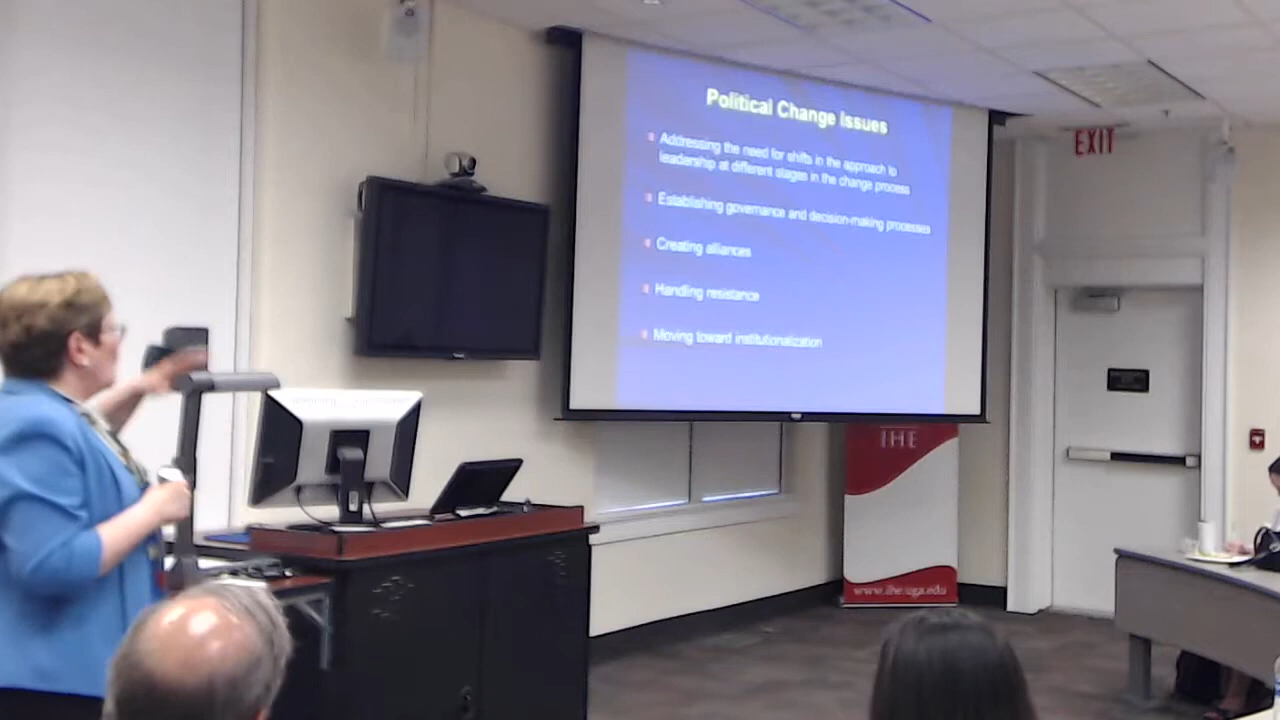 Political Change Issues
Addressing the need for shifts in the approach to
leadership at different stages in the change process
Establishing governance and decision-making processes
Creating alliances
Handling resistance
Moving toward institutionalization
EXIT
IHE
www.ihe.uga.edu